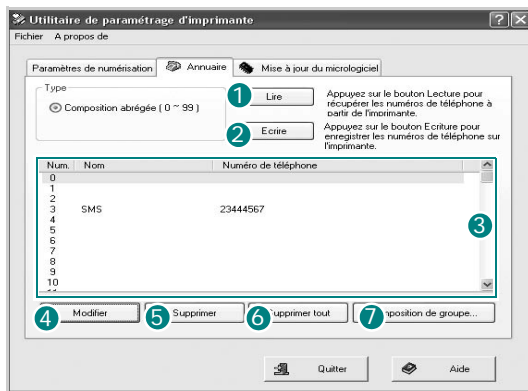 Utilitaire de paramétrage d'imprimante
Fichier A propos de
Paramètres de numérisation Annuaire Mise à jour du micrologiciel
Type
Composition abrégée ( 0 ~ 99 )
1 Lire
Appuyez sur le bouton Lecture pour
récupérer les numéros de téléphone à
partir de l'imprimante.
2 Ecrire
Appuyez sur le bouton Ecriture pour
enregistrer les numéros de téléphone sur
l'imprimante.
Num. Nom Numéro de téléphone
0
1
2
3 SMS 23444567
4
5
6
7
8
9
10
3
4 Modifier 5 Supprimer 6 upprimer tout 7 mposition de groupe...
Quitter Aide